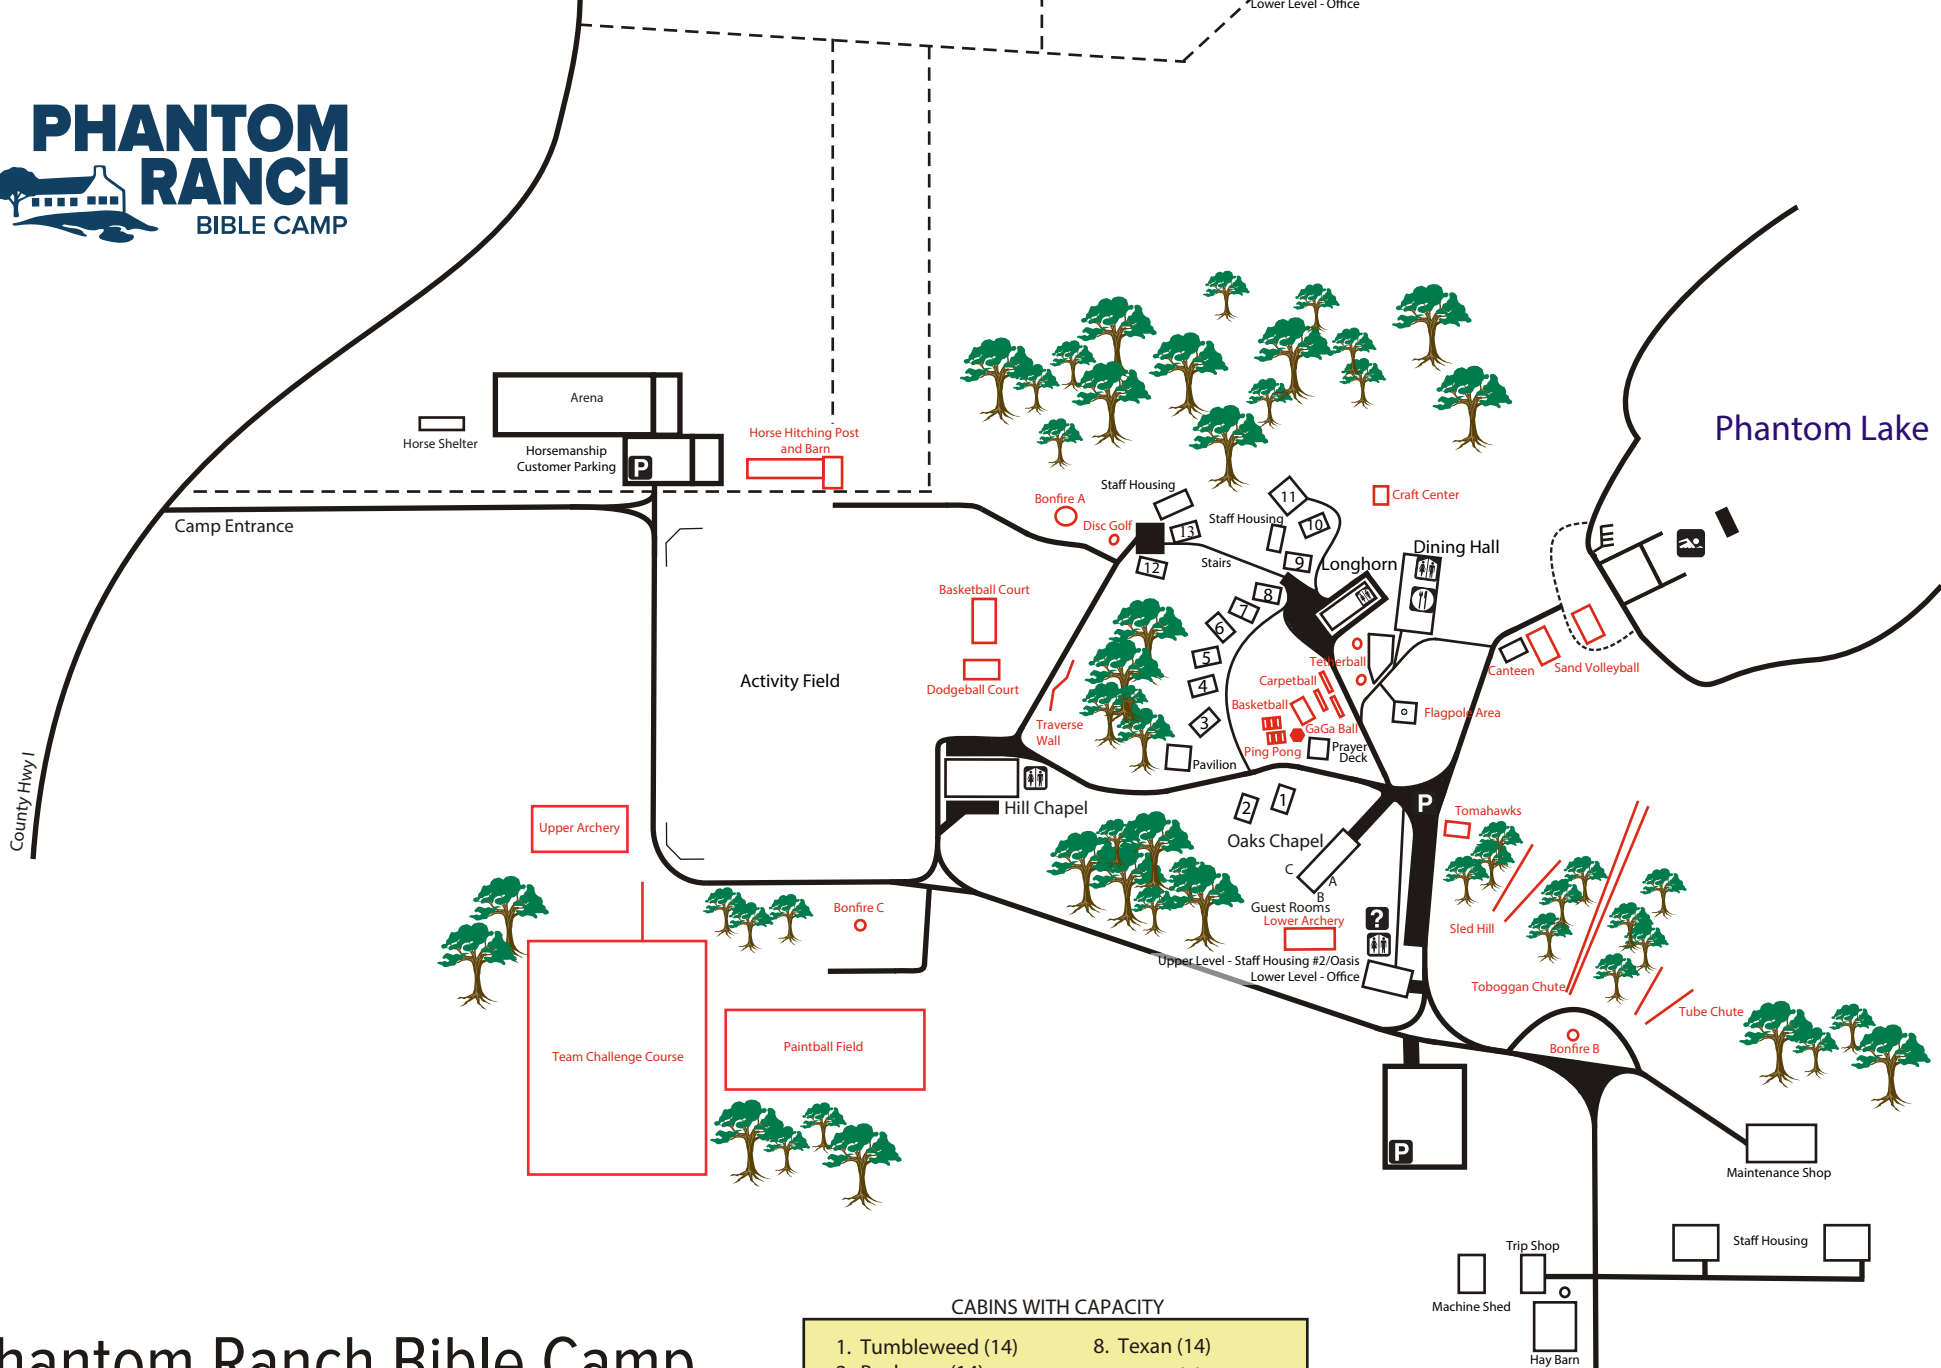 Lower Level - Office
PHANTOM
RANCH
BIBLE CAMP
Phantom Lake
Arena
Horse Shelter
Horsemanship
Customer Parking
P
Horse Hitching Post
and Barn
Camp Entrance
County Hwy I
Staff Housing
Bonfire A
Disc Golf
13
12
Staff Housing
11
10
9
Stairs
8
7
6
5
4
3
Craft Center
Dining Hall
Longhorn
Basketball Court
Dodgeball Court
Activity Field
Traverse
Wall
Tetherball
Carpetball
Basketball
GaGa Ball
Ping Pong
Prayer
Deck
Pavilion
Flagpole Area
Canteen
Sand Volleyball
Hill Chapel
2
1
P
Oaks Chapel
C
A
B
Guest Rooms
Lower Archery
?
Upper Level - Staff Housing #2/Oasis
Lower Level - Office
Tomahawks
Sled Hill
Toboggan Chute
Tube Chute
Bonfire B
Upper Archery
Bonfire C
Team Challenge Course
Paintball Field
P
Maintenance Shop
Staff Housing
Trip Shop
Machine Shed
Hay Barn
CABINS WITH CAPACITY
1. Tumbleweed (14)
8. Texan (14)
hantom Ranch Bible Camp